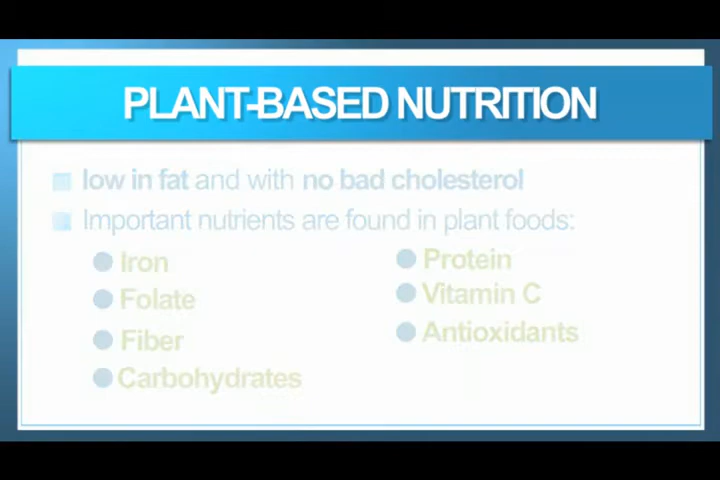 PLANT-BASED NUTRITION
low in fat and with no bad cholesterol
Important nutrients are found in plant foods:
Iron
Folate
Fiber
Carbohydrates
Protein
Vitamin C
Antioxidants